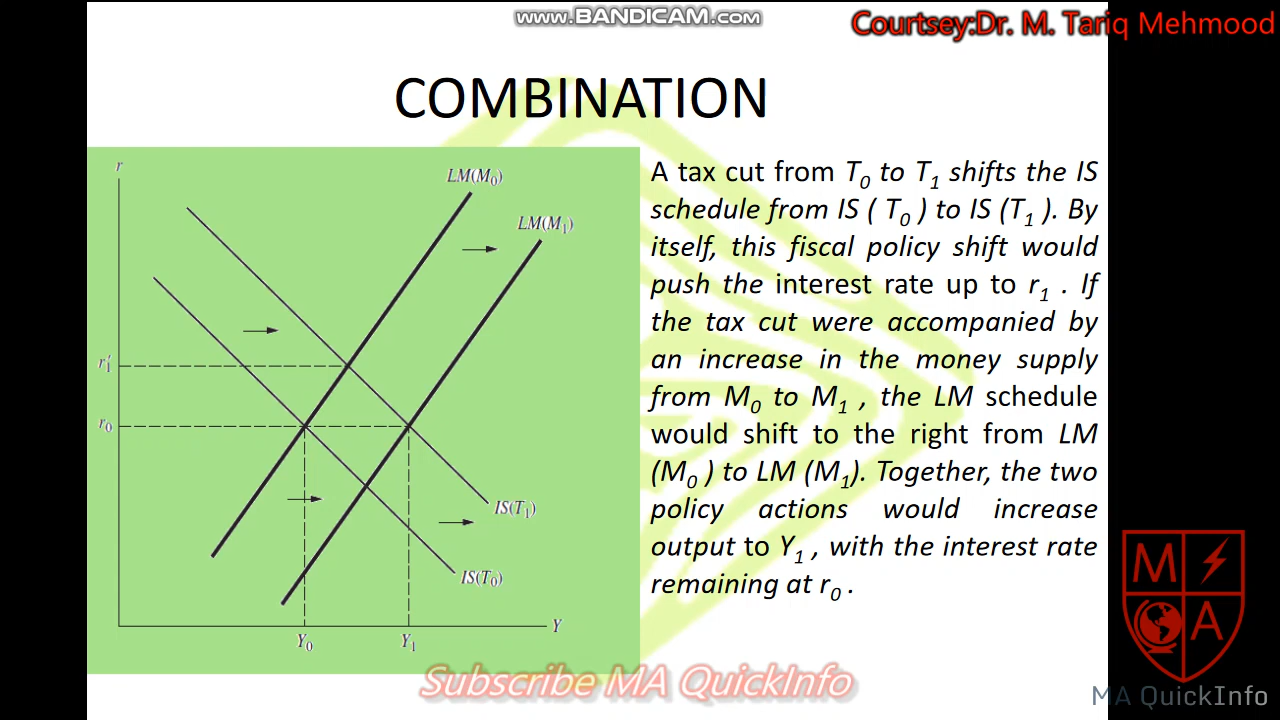 www.BANDICAM.com
Courtsey:Dr. M. Tariq Mehmood
COMBINATION
r
LM(M₀)
LM(M₁)
r′₁
r₀
IS(T₁)
IS(T₀)
Y
Y₀
Y₁
A tax cut from T₀ to T₁ shifts the IS
schedule from IS ( T₀ ) to IS (T₁ ). By
itself, this fiscal policy shift would
push the interest rate up to r₁ . If
the tax cut were accompanied by
an increase in the money supply
from M₀ to M₁ , the LM schedule
would shift to the right from LM
(M₀ ) to LM (M₁). Together, the two
policy actions would increase
output to Y₁ , with the interest rate
remaining at r₀ .
M
A
Subscribe MA QuickInfo
MA QuickInfo